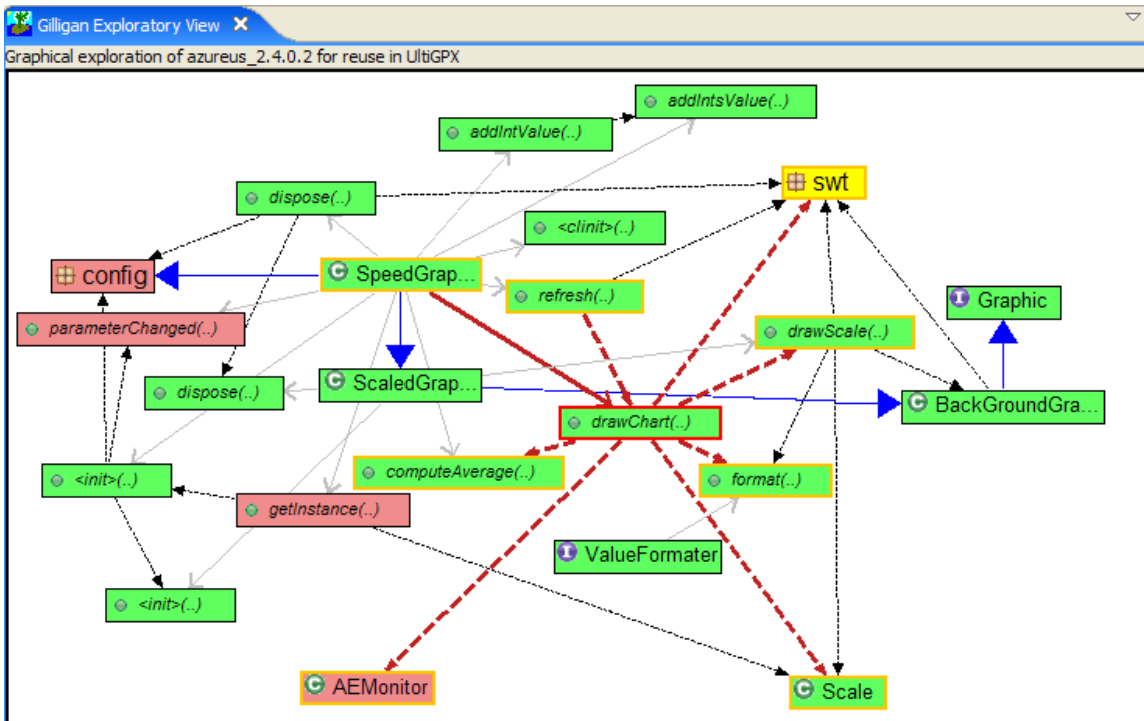 Gilligan Exploratory View
Graphical exploration of azureus_2.4.0.2 for reuse in UltiGPX
addIntsValue(..)
addIntValue(..)
swt
dispose(..)
<clinit>(..)
config
SpeedGrap...
refresh(..)
Graphic
parameterChanged(..)
drawScale(..)
dispose(..)
ScaledGrap...
BackGroundGra...
drawChart(..)
computeAverage(..)
<init>(..)
format(..)
getInstance(..)
ValueFormater
<init>(..)
AEMonitor
Scale